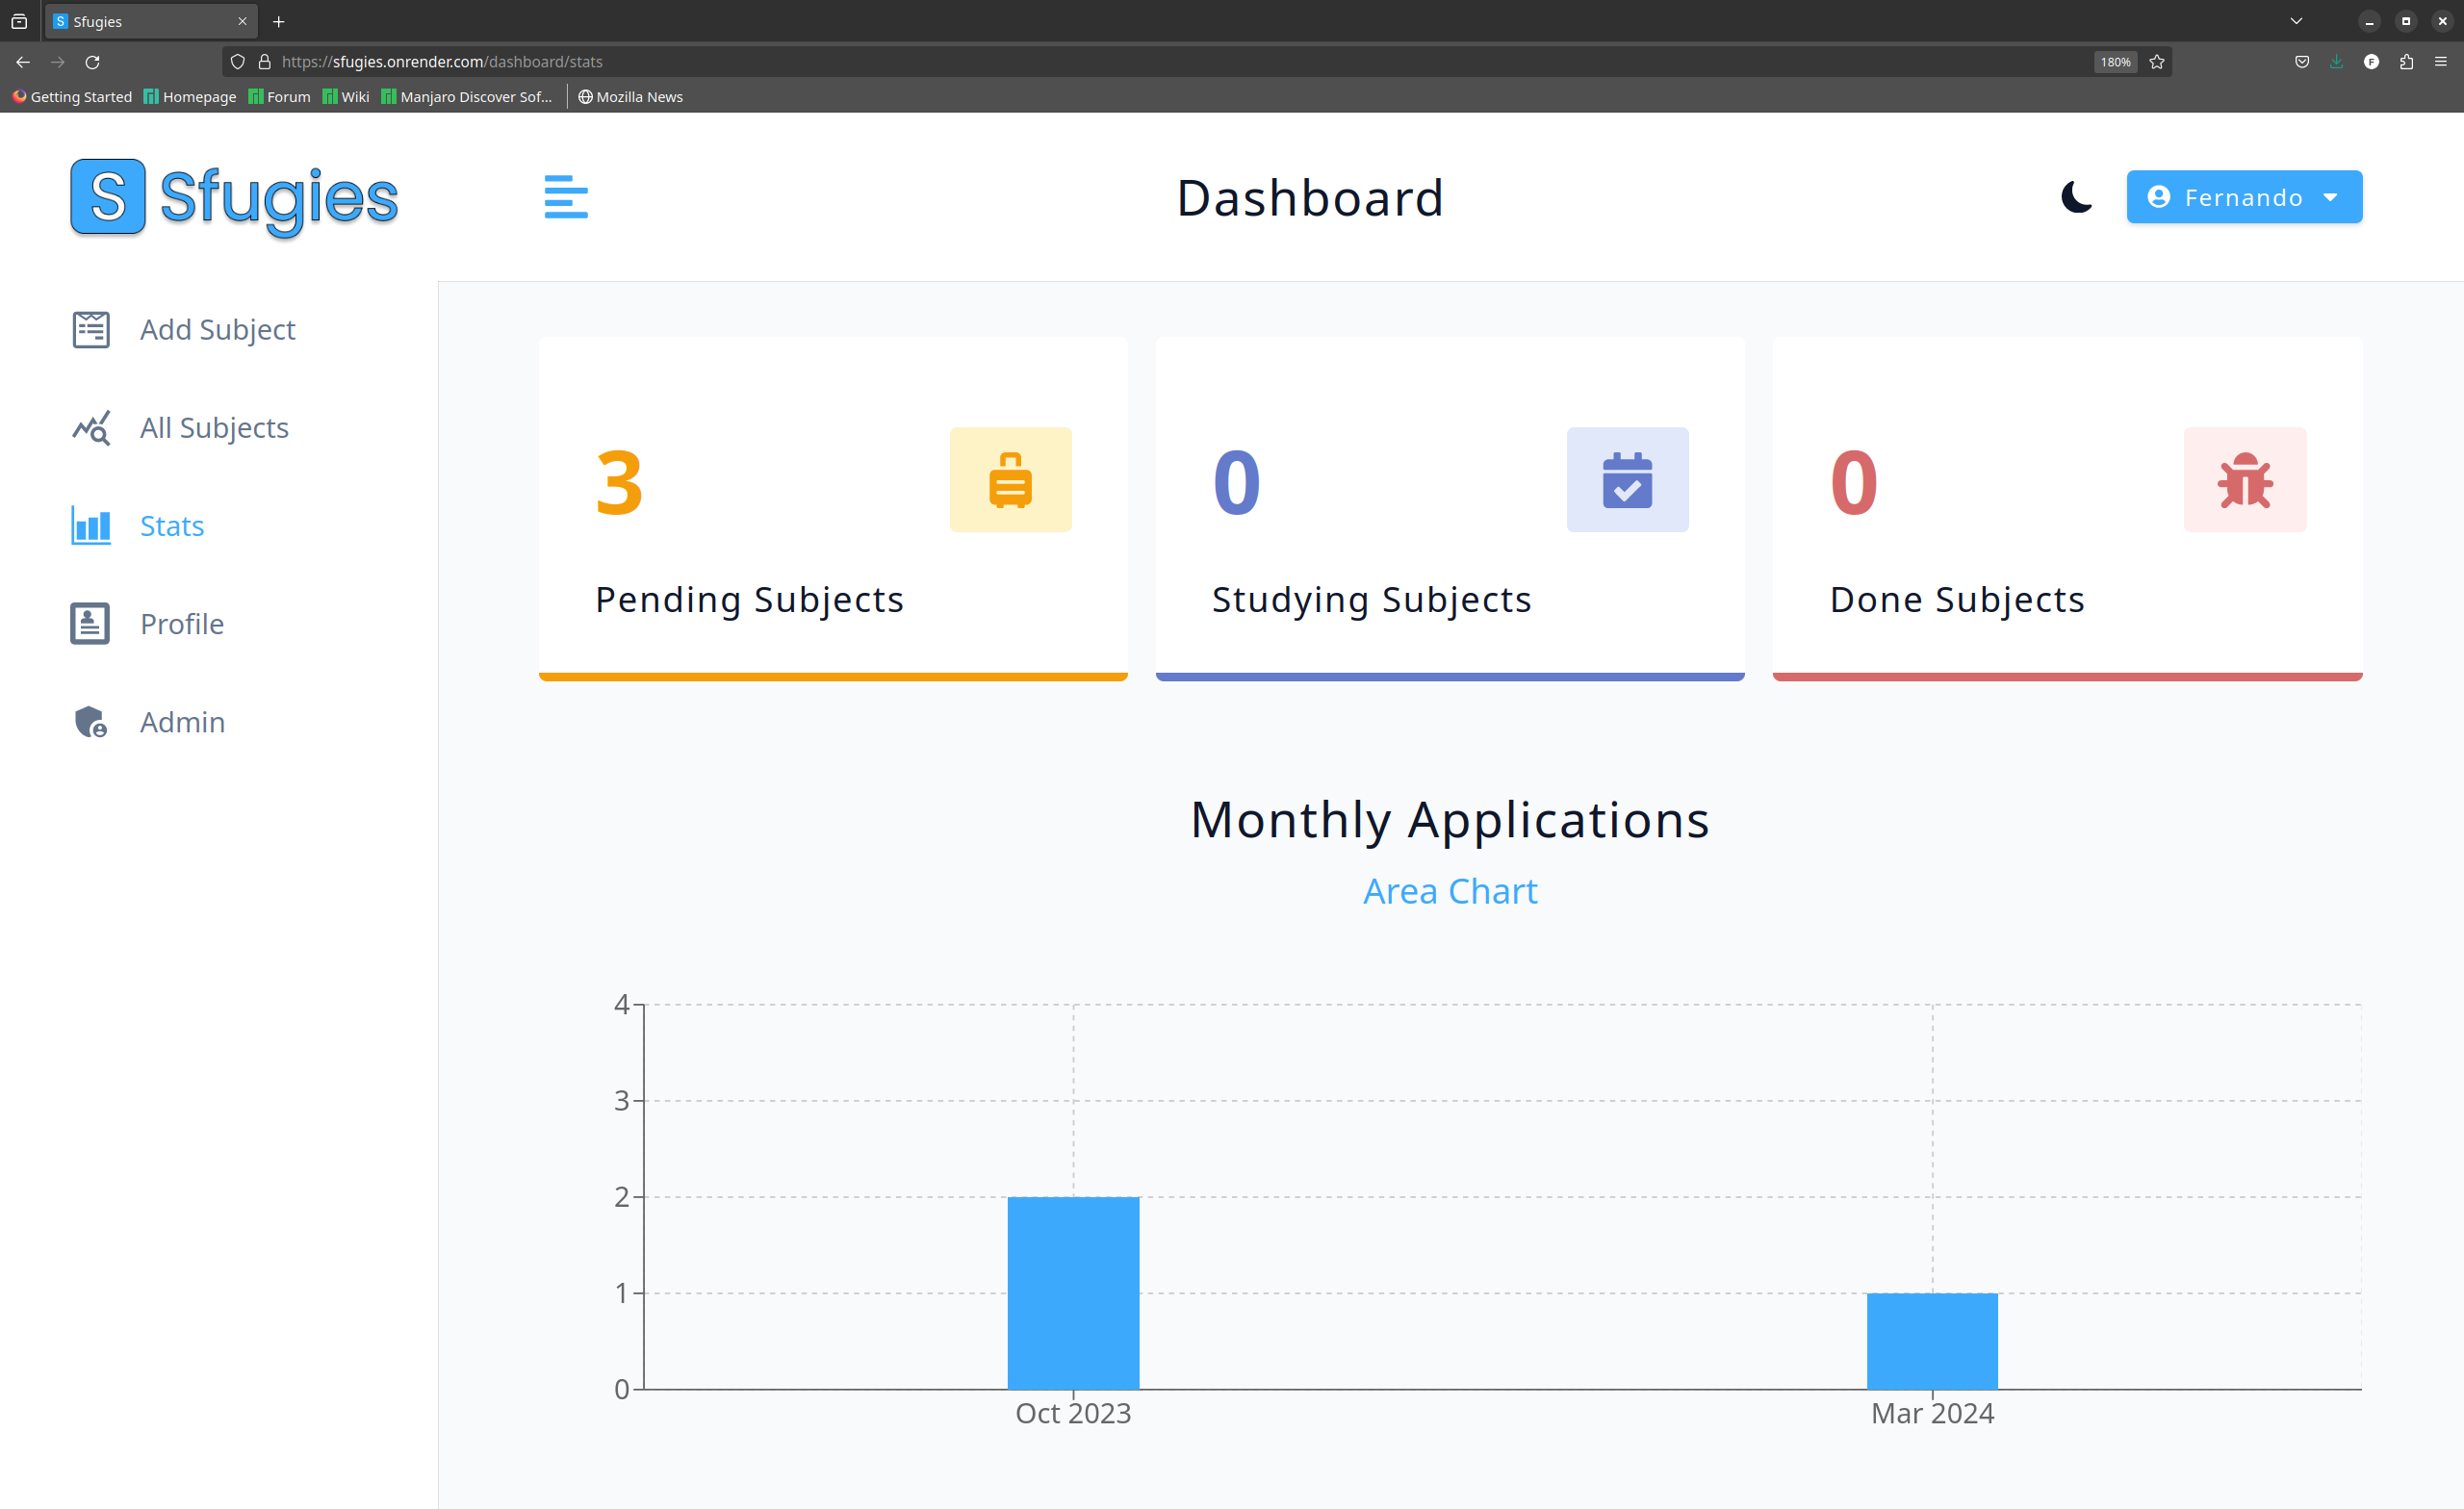 Sfugies
https://sfugies.onrender.com/dashboard/stats
180%
Getting Started
Homepage
Forum
Wiki
Manjaro Discover Sof...
Mozilla News
S Sfugies
Dashboard
Fernando
Add Subject
All Subjects
Stats
Profile
Admin
3
Pending Subjects
0
Studying Subjects
0
Done Subjects
Monthly Applications
Area Chart
4
3
2
1
0
Oct 2023
Mar 2024